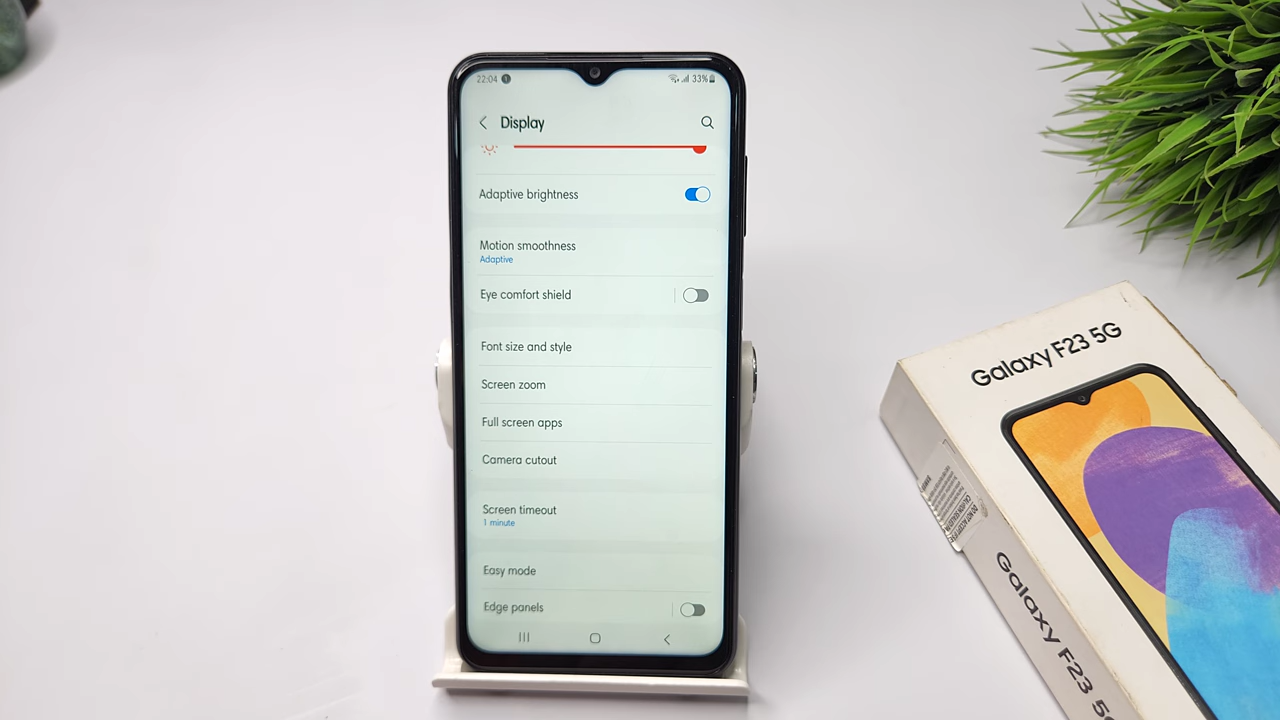 22:04
33%
Display
Adaptive brightness
Motion smoothness
Adaptive
Eye comfort shield
Font size and style
Screen zoom
Full screen apps
Camera cutout
Screen timeout
1 minute
Easy mode
Edge panels
Galaxy F23 5G
Galaxy F23 5G